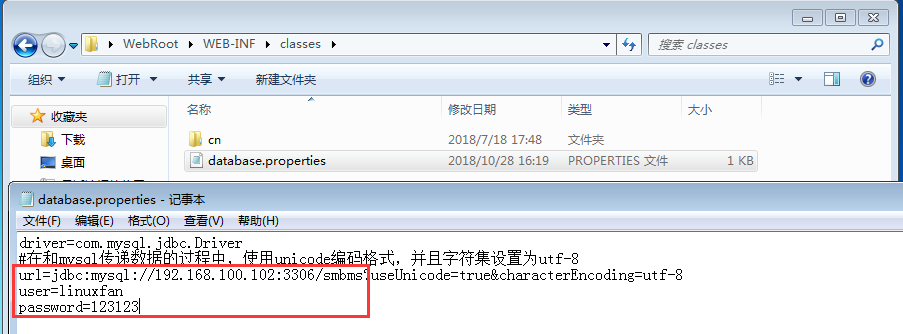 WebRoot WEB-INF classes
搜索 classes
组织 打开 共享 新建文件夹
收藏夹
下载
桌面
名称 修改日期 类型 大小
cn 2018/7/18 17:48 文件夹
database.properties 2018/10/28 16:19 PROPERTIES 文件 1 KB
database.properties - 记事本
文件(F) 编辑(E) 格式(O) 查看(V) 帮助(H)
driver=com.mysql.jdbc.Driver
#在和mysql传递数据的过程中，使用unicode编码格式，并且字符集设置为utf-8
url=jdbc:mysql://192.168.100.102:3306/smbms?useUnicode=true&characterEncoding=utf-8
user=linuxfan
password=123123